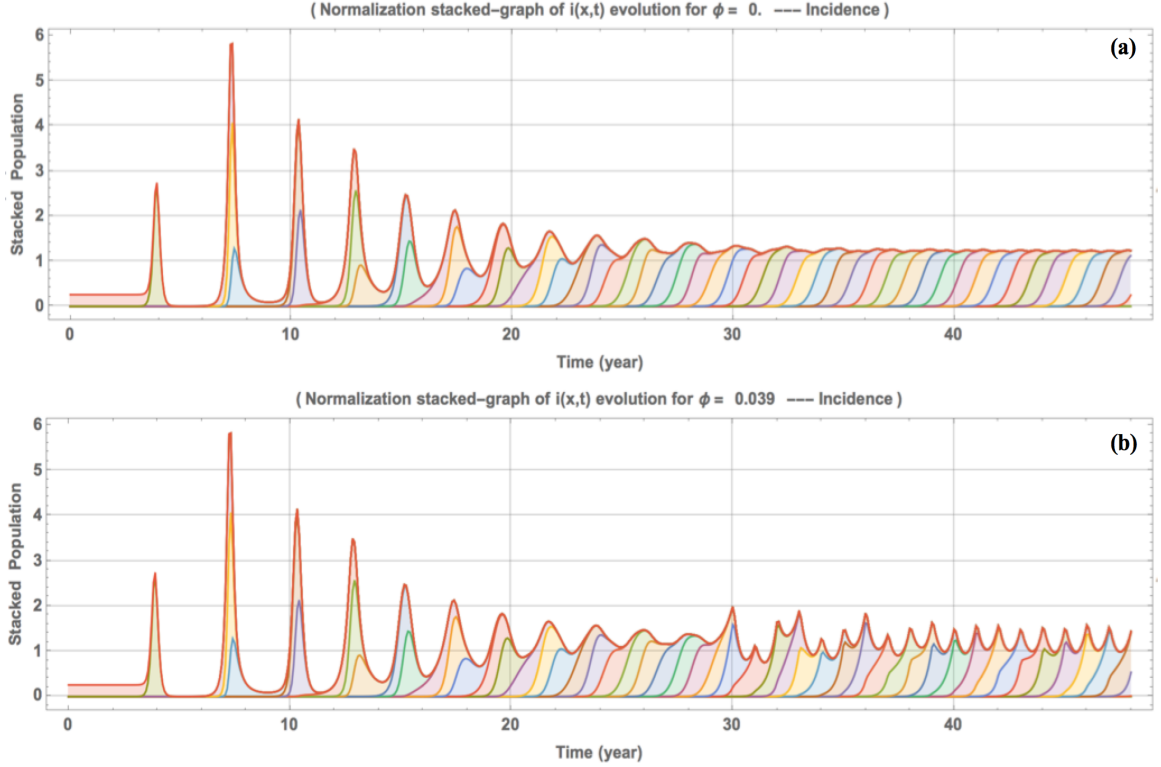 ( Normalization stacked-graph of i(x,t) evolution for ϕ = 0. --- Incidence )
(a)
6
5
4
3
2
1
0
Stacked Population
0 10 20 30 40
Time (year)
( Normalization stacked-graph of i(x,t) evolution for ϕ = 0.039 --- Incidence )
(b)
6
5
4
3
2
1
0
Stacked Population
0 10 20 30 40
Time (year)